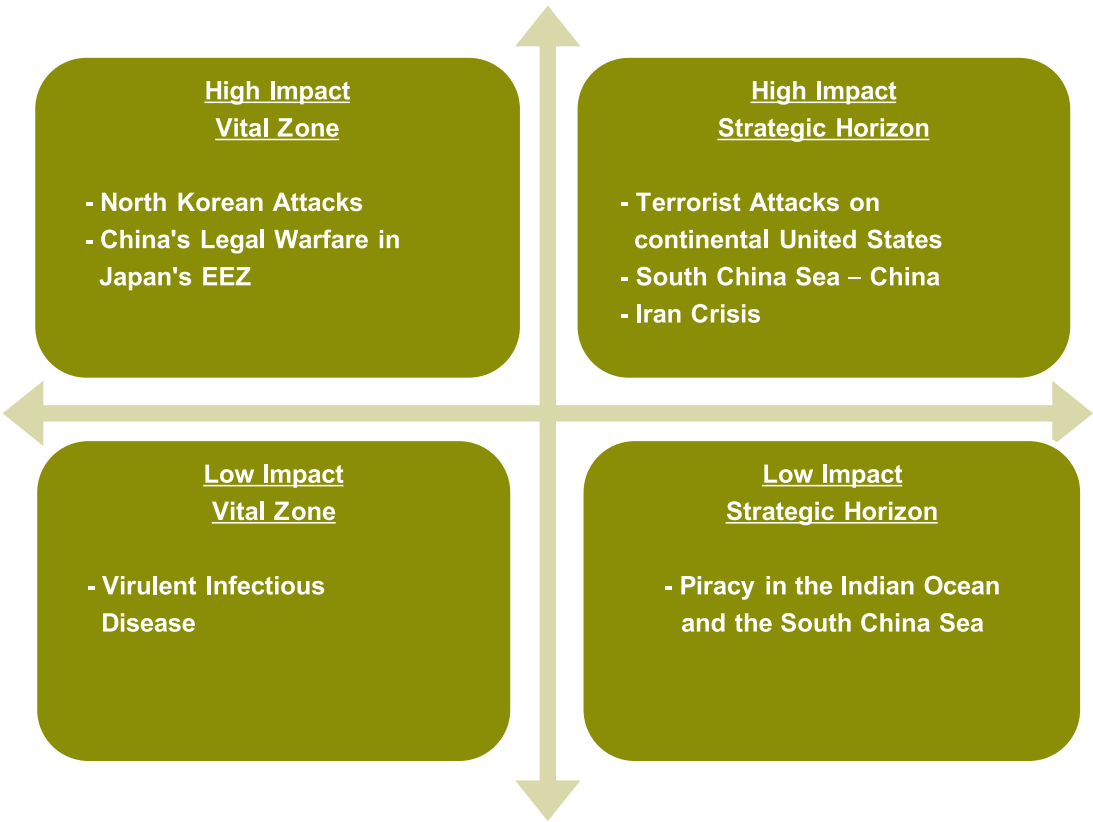 High Impact
Vital Zone
- North Korean Attacks
- China's Legal Warfare in
Japan's EEZ
High Impact
Strategic Horizon
- Terrorist Attacks on
continental United States
- South China Sea – China
- Iran Crisis
Low Impact
Vital Zone
- Virulent Infectious
Disease
Low Impact
Strategic Horizon
- Piracy in the Indian Ocean
and the South China Sea